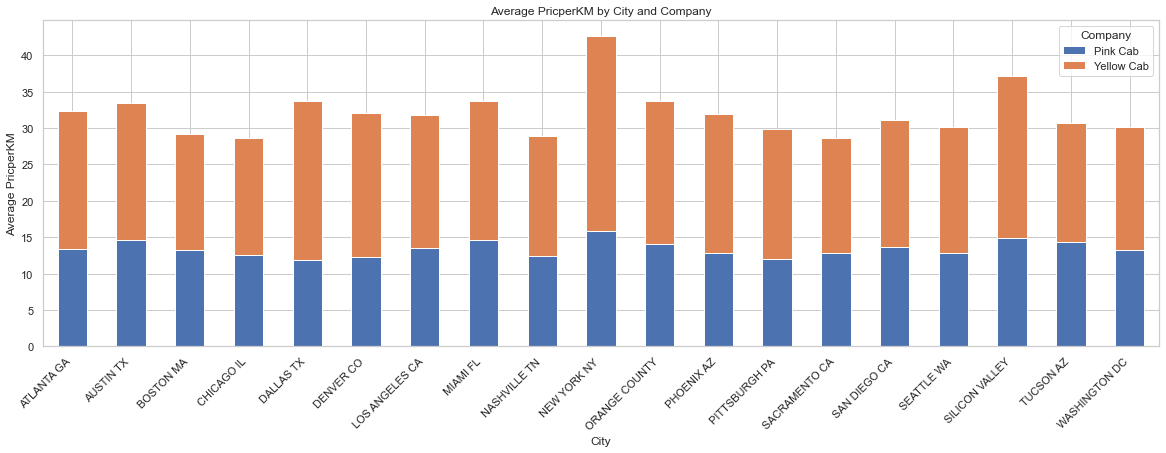 Average PricperKM by City and Company
Company
Pink Cab
Yellow Cab
Average PricperKM
40
35
30
25
20
15
10
5
0
ATLANTA GA
AUSTIN TX
BOSTON MA
CHICAGO IL
DALLAS TX
DENVER CO
LOS ANGELES CA
MIAMI FL
NASHVILLE TN
NEW YORK NY
ORANGE COUNTY
PHOENIX AZ
PITTSBURGH PA
SACRAMENTO CA
SAN DIEGO CA
SEATTLE WA
SILICON VALLEY
TUCSON AZ
WASHINGTON DC
City